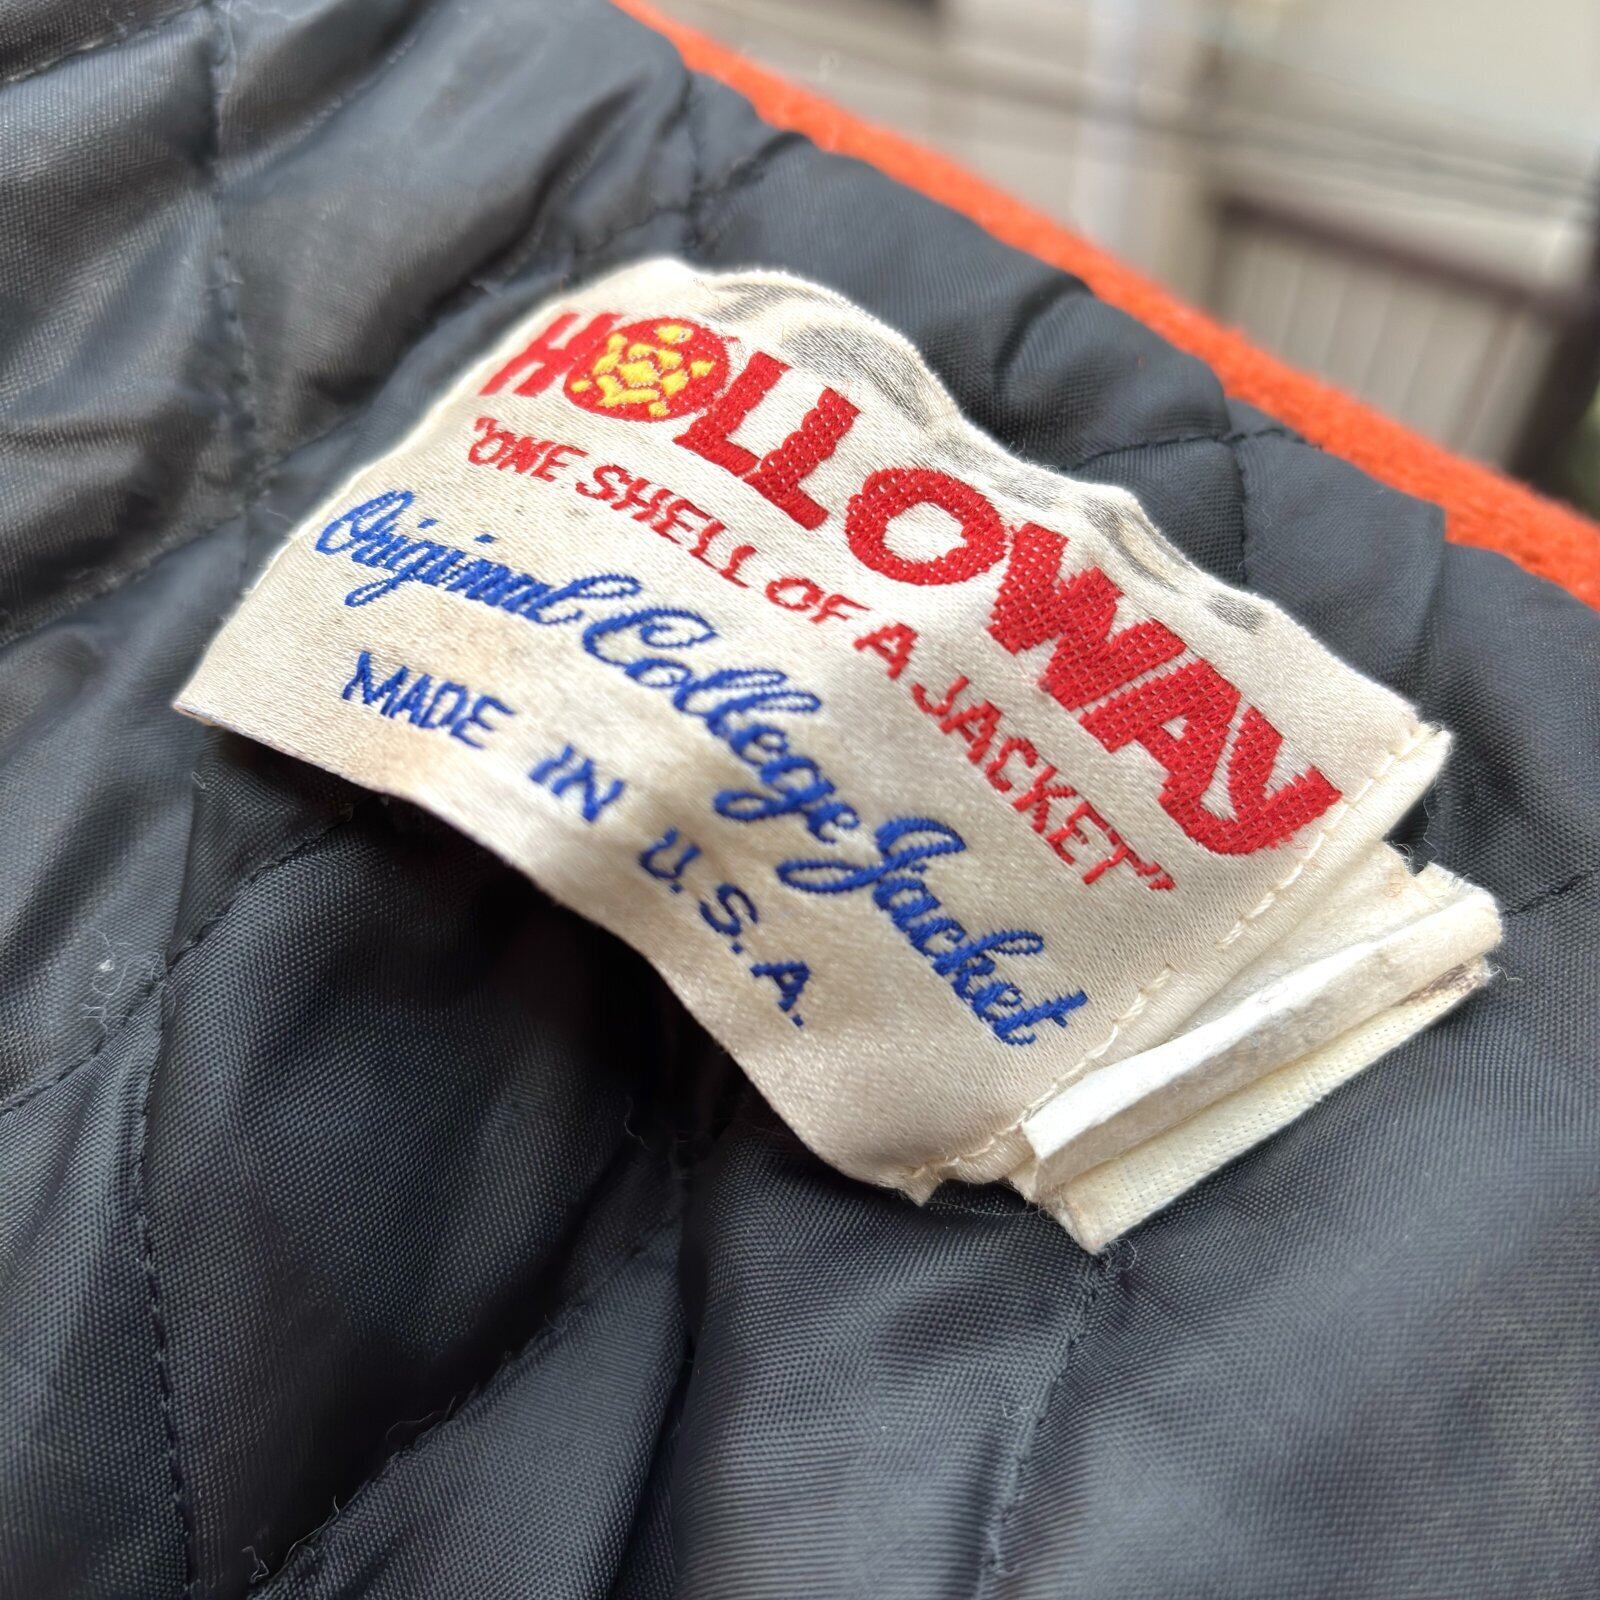 HOLLOWAY
"ONE SHELL OF A JACKET"
Original College Jacket
MADE IN U.S.A.